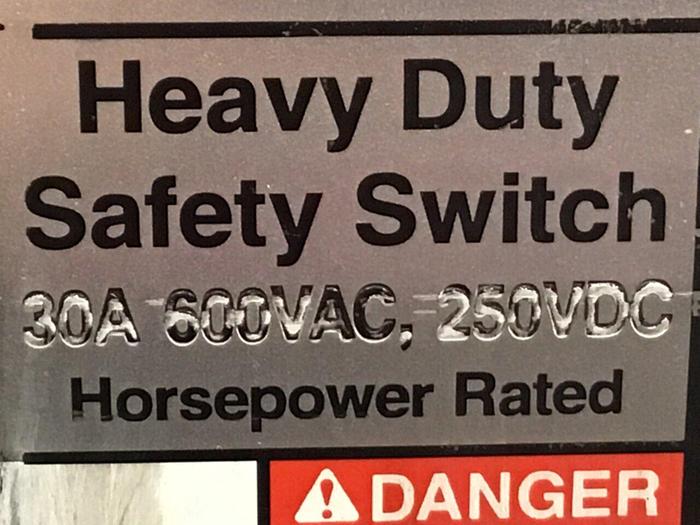 Heavy Duty
Safety Switch
30A 600VAC, 250VDC
Horsepower Rated
DANGER